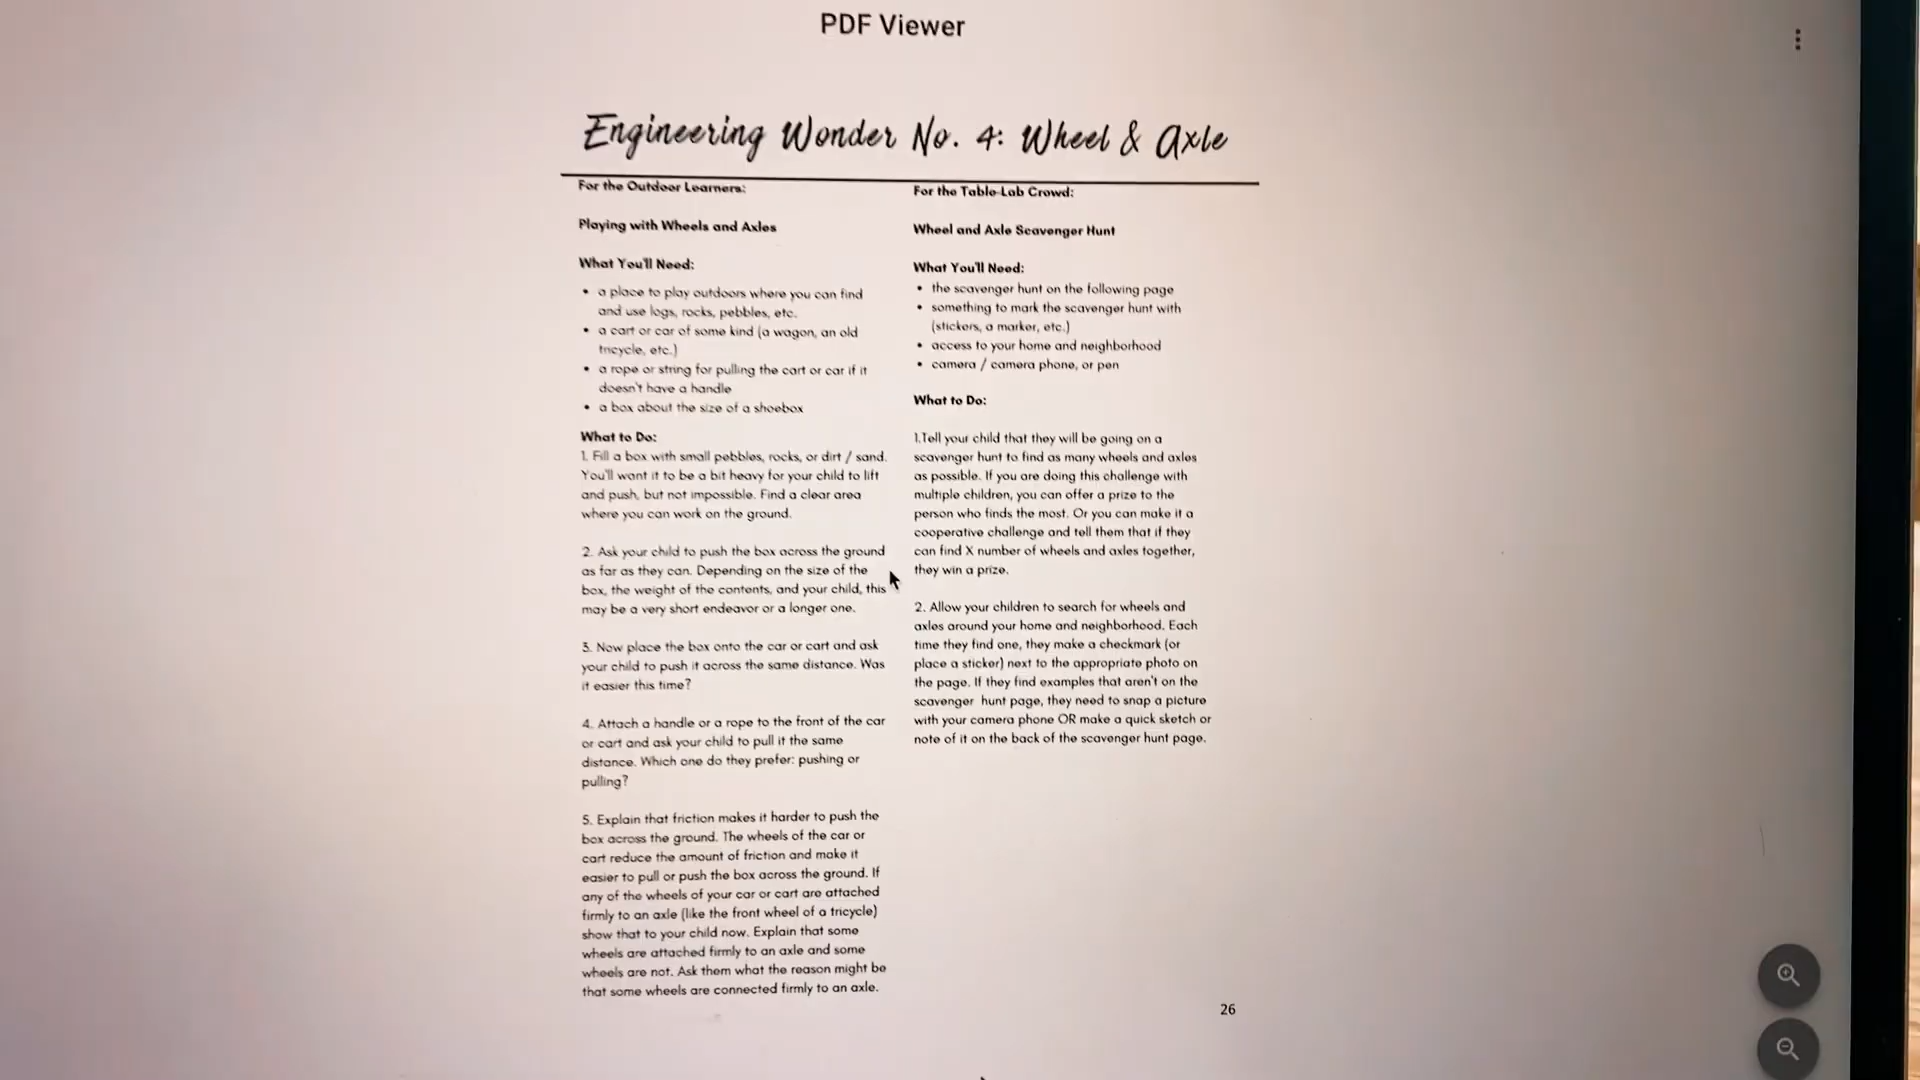 PDF Viewer
Engineering Wonder No. 4: Wheel & Axle
For the Outdoor Learners:
Playing with Wheels and Axles
What You'll Need:
• a place to play outdoors where you can find
and use logs, rocks, pebbles, etc.
• a cart or car of some kind (a wagon, an old
tricycle, etc.)
• a rope or string for pulling the cart or car if it
doesn't have a handle
• a box about the size of a shoebox
What to Do:
1. Fill a box with small pebbles, rocks, or dirt / sand.
You'll want it to be a bit heavy for your child to lift
and push, but not impossible. Find a clear area
where you can work on the ground.
2. Ask your child to push the box across the ground
as far as they can. Depending on the size of the
box, the weight of the contents, and your child, this
may be a very short endeavor or a longer one.
3. Now place the box onto the car or cart and ask
your child to push it across the same distance. Was
it easier this time?
4. Attach a handle or a rope to the front of the car
or cart and ask your child to pull it the same
distance. Which one do they prefer: pushing or
pulling?
5. Explain that friction makes it harder to push the
box across the ground. The wheels of the car or
cart reduce the amount of friction and make it
easier to pull or push the box across the ground. If
any of the wheels of your car or cart are attached
firmly to an axle (like the front wheel of a tricycle)
show that to your child now. Explain that some
wheels are attached firmly to an axle and some
wheels are not. Ask them what the reason might be
that some wheels are connected firmly to an axle.
For the Table-Lab Crowd:
Wheel and Axle Scavenger Hunt
What You'll Need:
• the scavenger hunt on the following page
• something to mark the scavenger hunt with
(stickers, a marker, etc.)
• access to your home and neighborhood
• camera / camera phone, or pen
What to Do:
1.Tell your child that they will be going on a
scavenger hunt to find as many wheels and axles
as possible. If you are doing this challenge with
multiple children, you can offer a prize to the
person who finds the most. Or you can make it a
cooperative challenge and tell them that if they
can find X number of wheels and axles together,
they win a prize.
2. Allow your children to search for wheels and
axles around your home and neighborhood. Each
time they find one, they make a checkmark (or
place a sticker) next to the appropriate photo on
the page. If they find examples that aren't on the
scavenger hunt page, they need to snap a picture
with your camera phone OR make a quick sketch or
note of it on the back of the scavenger hunt page.
26